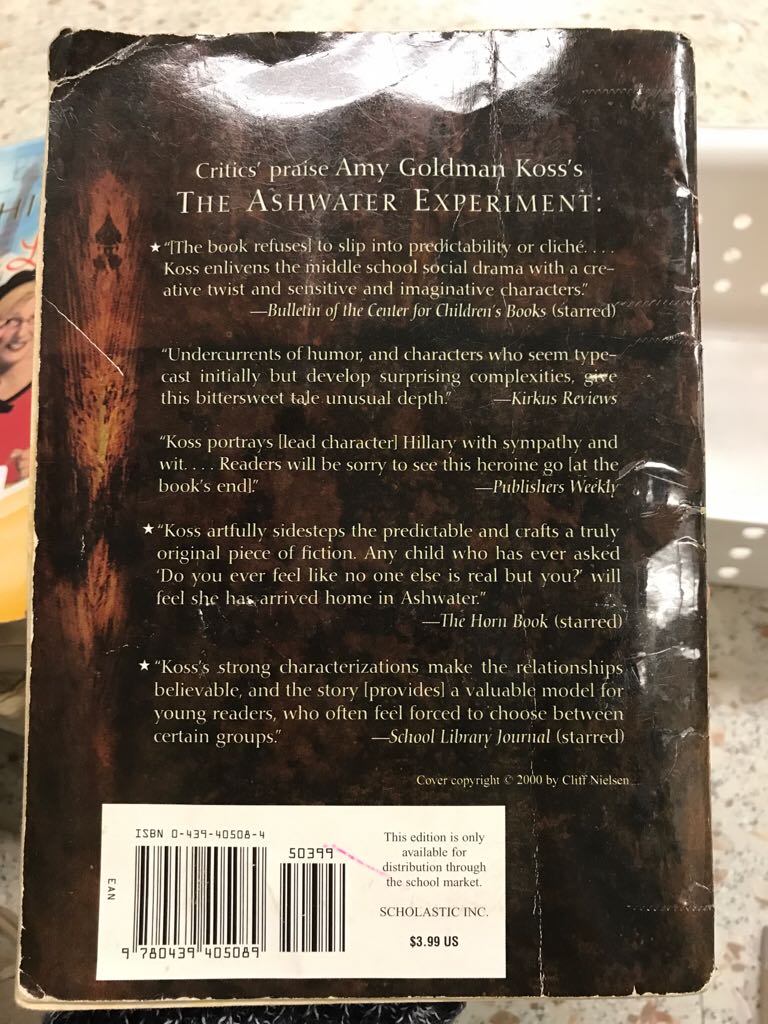 Critics' praise Amy Goldman Koss's
THE ASHWATER EXPERIMENT:
★ "[The book refuses] to slip into predictability or cliché. . . .
Koss enlivens the middle school social drama with a cre-
ative twist and sensitive and imaginative characters."
—Bulletin of the Center for Children's Books (starred)
"Undercurrents of humor, and characters who seem type-
cast initially but develop surprising complexities, give
this bittersweet tale unusual depth." —Kirkus Reviews
"Koss portrays [lead character] Hillary with sympathy and
wit. . . . Readers will be sorry to see this heroine go [at the
book's end]." —Publishers Weekly
★ "Koss artfully sidesteps the predictable and crafts a truly
original piece of fiction. Any child who has ever asked
'Do you ever feel like no one else is real but you?' will
feel she has arrived home in Ashwater."
—The Horn Book (starred)
★ "Koss's strong characterizations make the relationships
believable, and the story [provides] a valuable model for
young readers, who often feel forced to choose between
certain groups." —School Library Journal (starred)
Cover copyright © 2000 by Cliff Nielsen
ISBN 0-439-40508-4
50399
EAN
9 780439 405089
This edition is only
available for
distribution through
the school market.
SCHOLASTIC INC.
$3.99 US